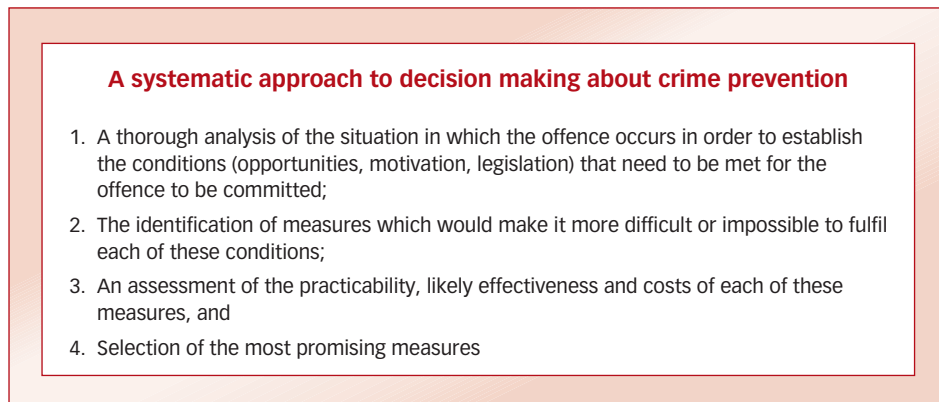 A systematic approach to decision making about crime prevention
1. A thorough analysis of the situation in which the offence occurs in order to establish
the conditions (opportunities, motivation, legislation) that need to be met for the
offence to be committed;
2. The identification of measures which would make it more difficult or impossible to fulfil
each of these conditions;
3. An assessment of the practicability, likely effectiveness and costs of each of these
measures, and
4. Selection of the most promising measures